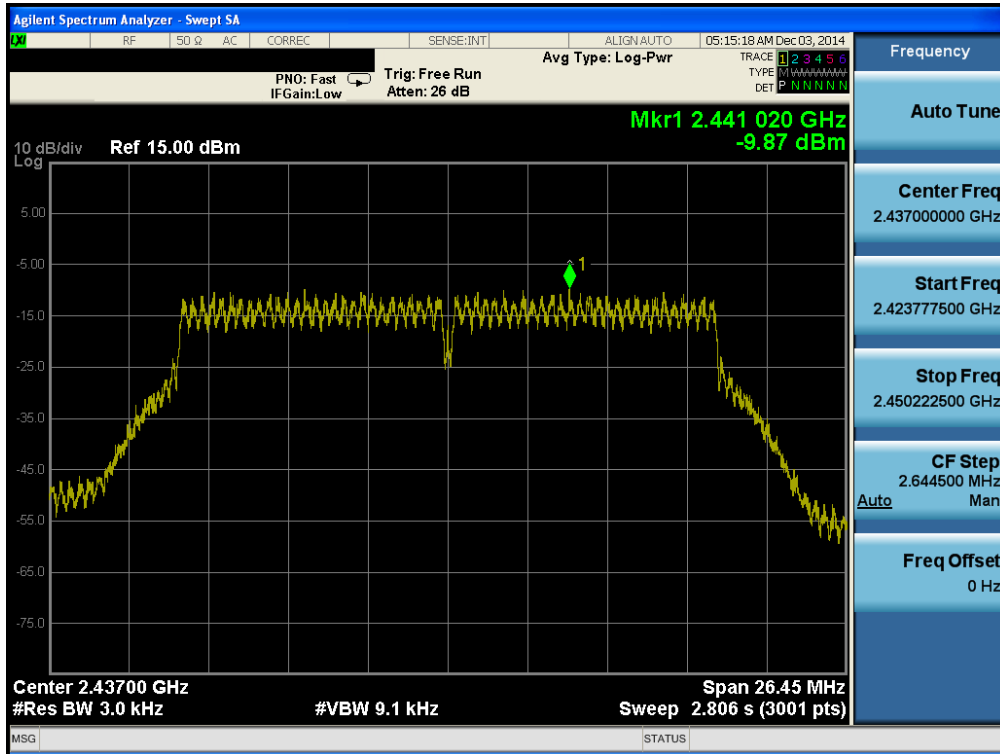 Agilent Spectrum Analyzer - Swept SA
LXI RF 50 Ω AC CORREC SENSE:INT ALIGN AUTO 05:15:18 AM Dec 03, 2014
Frequency
Avg Type: Log-Pwr
TRACE 1 2 3 4 5 6
PNO: Fast Trig: Free Run
TYPE M WWWWW
IFGain:Low Atten: 26 dB
DET P N N N N N
Auto Tune
Mkr1 2.441 020 GHz
-9.87 dBm
10 dB/div Ref 15.00 dBm
Log
Center Freq
2.437000000 GHz
5.00
-5.00
1
-15.0
-25.0
-35.0
-45.0
-55.0
-65.0
-75.0
Start Freq
2.423777500 GHz
Stop Freq
2.450222500 GHz
CF Step
2.644500 MHz
Auto Man
Freq Offset
0 Hz
Center 2.43700 GHz Span 26.45 MHz
#Res BW 3.0 kHz #VBW 9.1 kHz Sweep 2.806 s (3001 pts)
MSG STATUS